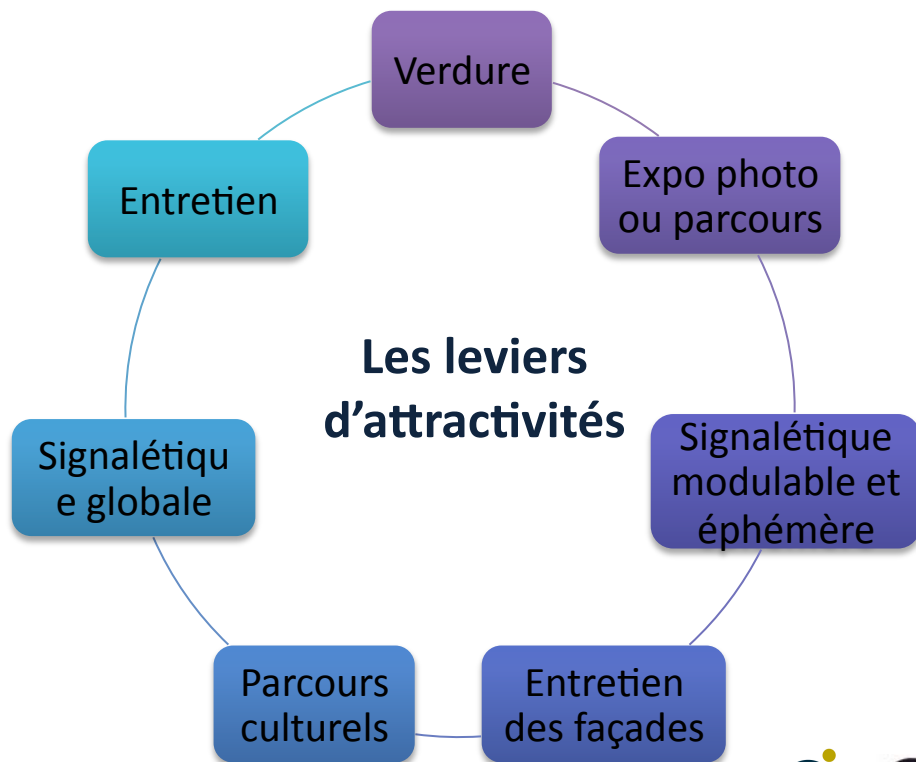 Verdure
Expo photo
ou parcours
Signalétique
modulable et
éphémère
Entretien
des façades
Parcours
culturels
Signalétiqu
e globale
Entretien
Les leviers
d’attractivités